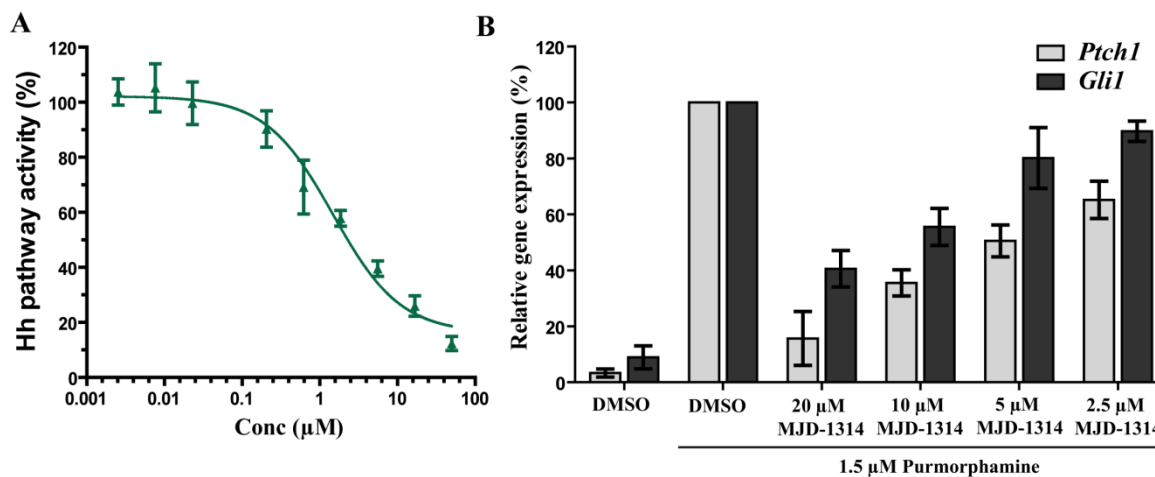 A
Hh pathway activity (%)
120
100
80
60
40
20
0
0.001 0.01 0.1 1 10 100
Conc (µM)
B
Relative gene expression (%)
120
100
80
60
40
20
0
Ptch1
Gli1
DMSO DMSO 20 µM 10 µM 5 µM 2.5 µM
MJD-1314 MJD-1314 MJD-1314 MJD-1314
1.5 µM Purmorphamine